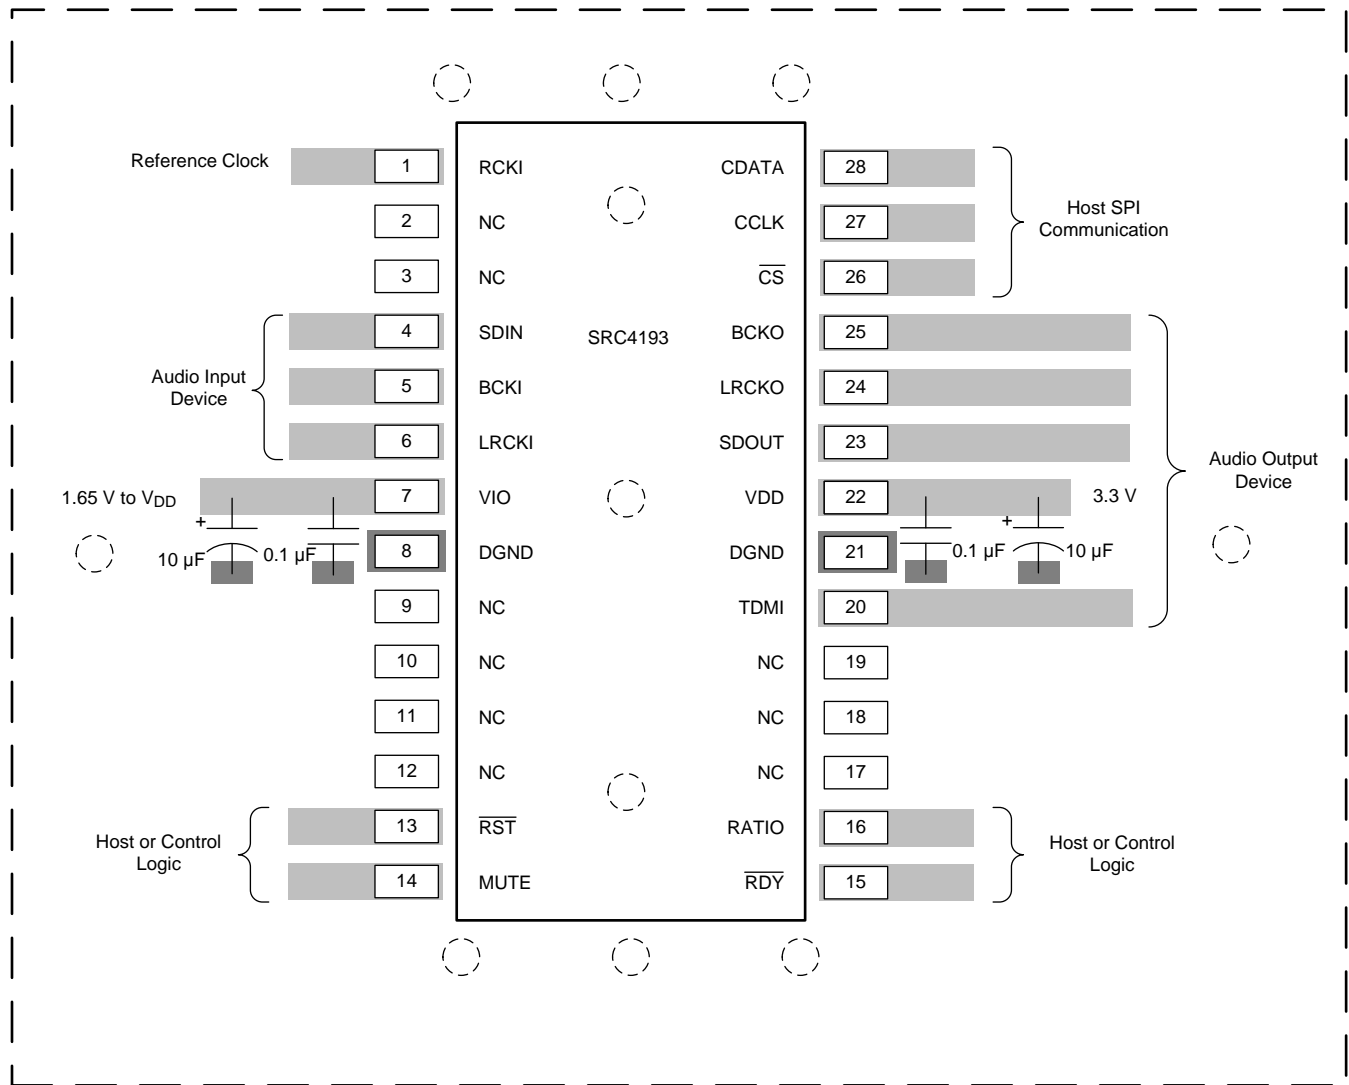 Reference Clock
1
RCKI
CDATA
28
2
NC
CCLK
27
Host SPI
Communication
3
NC
CS
26
4
SDIN
SRC4193
BCKO
25
Audio Input
Device
5
BCKI
LRCKO
24
6
LRCKI
SDOUT
23
Audio Output
Device
1.65 V to VDD
7
VIO
VDD
22
3.3 V
+
10 µF
0.1 µF
8
DGND
DGND
21
0.1 µF
+
10 µF
9
NC
TDMI
20
10
NC
NC
19
11
NC
NC
18
12
NC
NC
17
Host or Control
Logic
13
RST
RATIO
16
Host or Control
Logic
14
MUTE
RDY
15